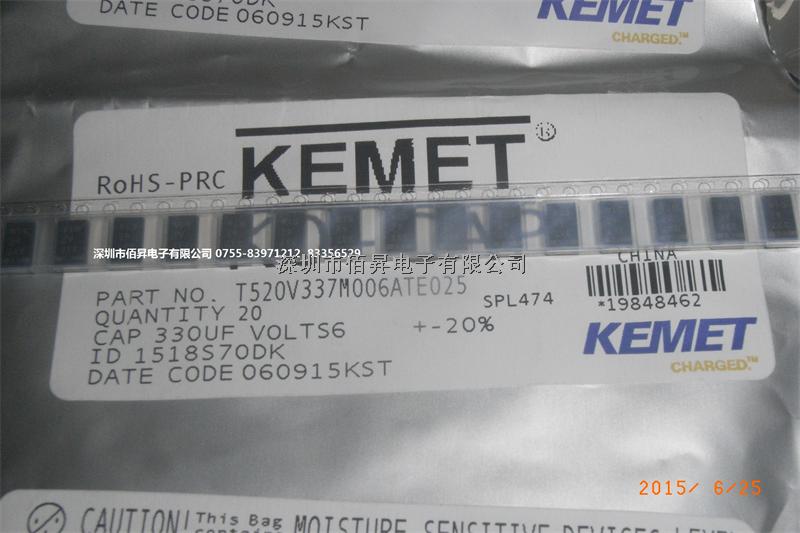 DATE CODE 060915KST
KEMET
CHARGED.™
KEMET®
RoHS-PRC
深圳市佰昇电子有限公司 0755-83971212 83356529
深圳市佰昇电子有限公司
CHINA
PART NO. T520V337M006ATE025
SPL474
*19848462
QUANTITY 20
CAP 330UF VOLTS6 +-20%
ID 1518S70DK
DATE CODE 060915KST
KEMET
CHARGED.™
2015/ 6/25
CAUTION! This Bag
MOISTURE SENSITIVE DEVICES